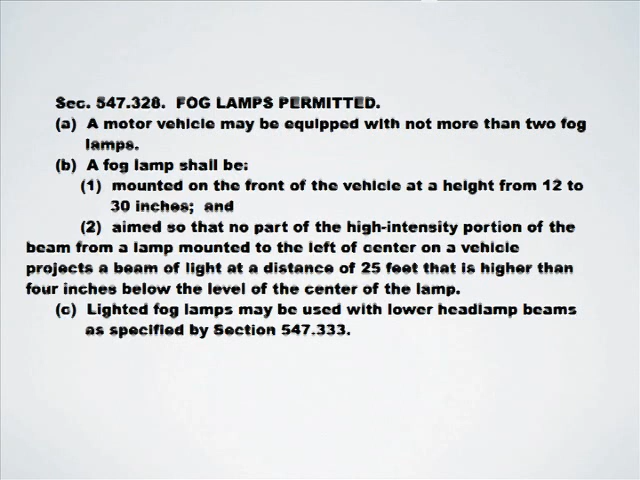 Sec. 547.328.  FOG LAMPS PERMITTED.
(a)  A motor vehicle may be equipped with not more than two fog
lamps.
(b)  A fog lamp shall be:
(1)  mounted on the front of the vehicle at a height from 12 to
30 inches;  and
(2)  aimed so that no part of the high-intensity portion of the
beam from a lamp mounted to the left of center on a vehicle
projects a beam of light at a distance of 25 feet that is higher than
four inches below the level of the center of the lamp.
(c)  Lighted fog lamps may be used with lower headlamp beams
as specified by Section 547.333.